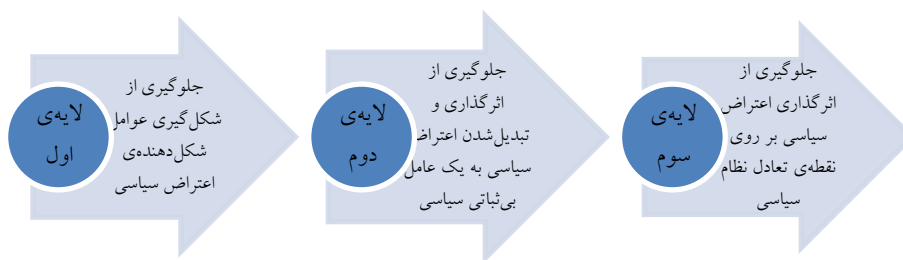 لایه‌ی
اول
جلوگیری از
شکل‌گیری عوامل
شکل‌دهنده‌ی
اعتراض سیاسی
لایه‌ی
دوم
جلوگیری از
اثرگذاری و
تبدیل‌شدن اعتراض
سیاسی به یک عامل
بی‌ثباتی سیاسی
لایه‌ی
سوم
جلوگیری از
اثرگذاری اعتراض
سیاسی بر روی
نقطه‌ی تعادل نظام
سیاسی